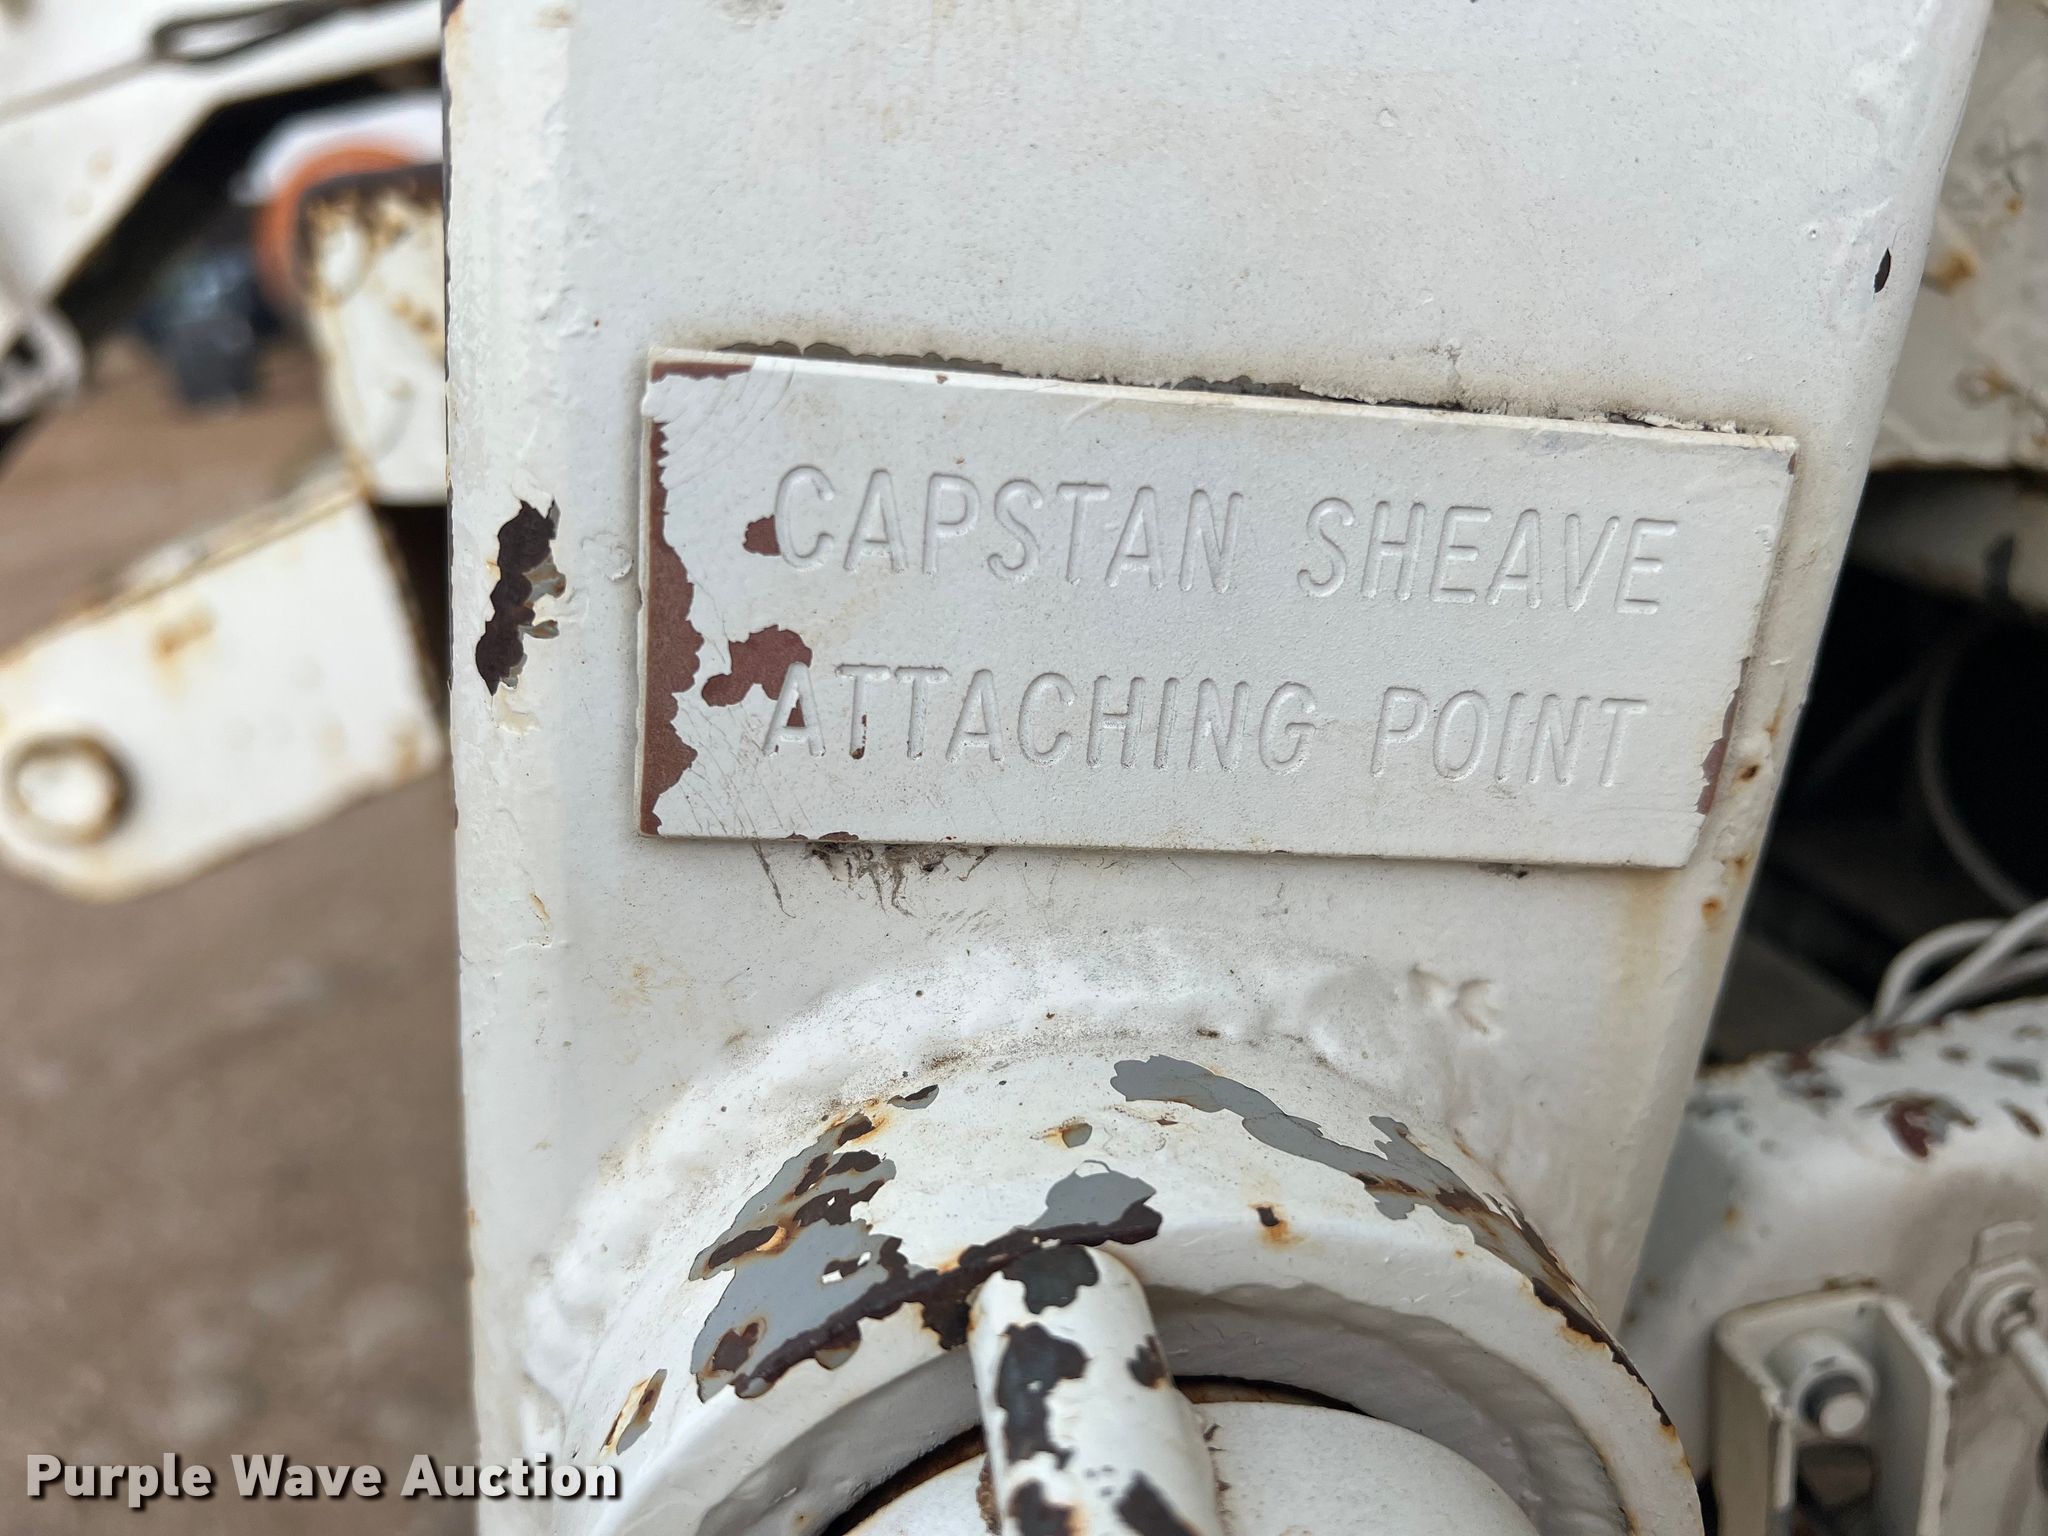 CAPSTAN SHEAVE
ATTACHING POINT
Purple Wave Auction